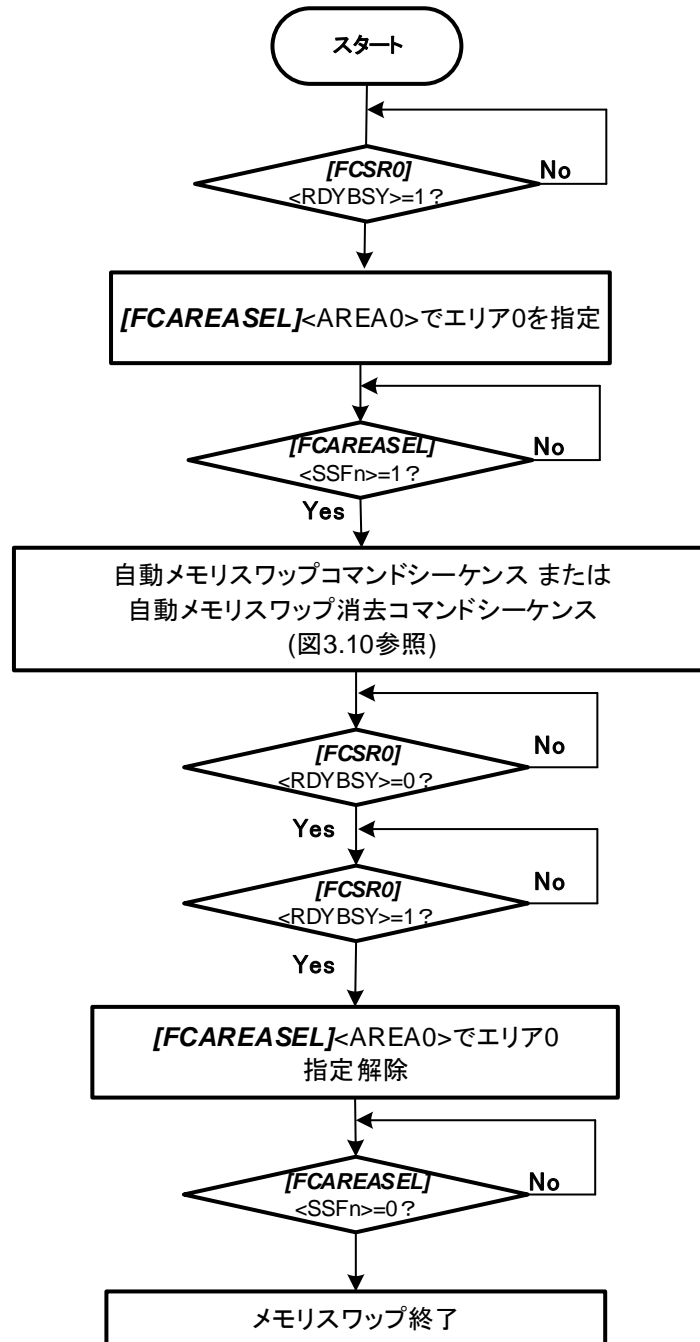 スタート
[FCSR0]
<RDYBSY>=1?
No
[FCAREASEL]<AREA0>でエリア0を指定
[FCAREASEL]
<SSFn>=1?
No
Yes
自動メモリスワップコマンドシーケンス または
自動メモリスワップ消去コマンドシーケンス
(図3.10参照)
[FCSR0]
<RDYBSY>=0?
No
Yes
[FCSR0]
<RDYBSY>=1?
No
Yes
[FCAREASEL]<AREA0>でエリア0
指定解除
[FCAREASEL]
<SSFn>=0?
No
メモリスワップ終了